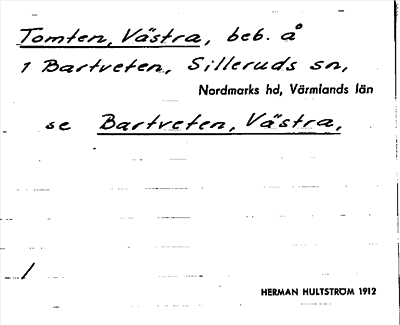 Tomten, Västra, beb. å
1 Bartveten, Silleruds sn,
Nordmarks hd, Värmlands län
se Bartveten, Västra,
/
HERMAN HULTSTRÖM 1912